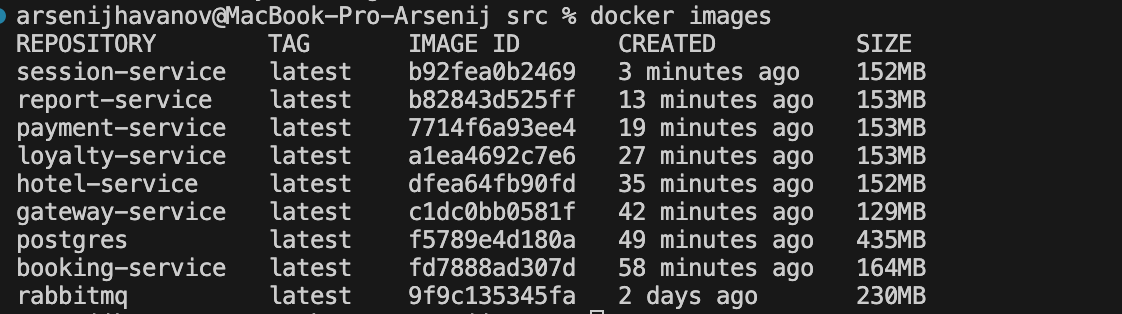 arsenijhavanov@MacBook-Pro-Arsenij src % docker images
REPOSITORY TAG IMAGE ID CREATED SIZE
session-service latest b92fea0b2469 3 minutes ago 152MB
report-service latest b82843d525ff 13 minutes ago 153MB
payment-service latest 7714f6a93ee4 19 minutes ago 153MB
loyalty-service latest a1ea4692c7e6 27 minutes ago 153MB
hotel-service latest dfea64fb90fd 35 minutes ago 152MB
gateway-service latest c1dc0bb0581f 42 minutes ago 129MB
postgres latest f5789e4d180a 49 minutes ago 435MB
booking-service latest fd7888ad307d 58 minutes ago 164MB
rabbitmq latest 9f9c135345fa 2 days ago 230MB